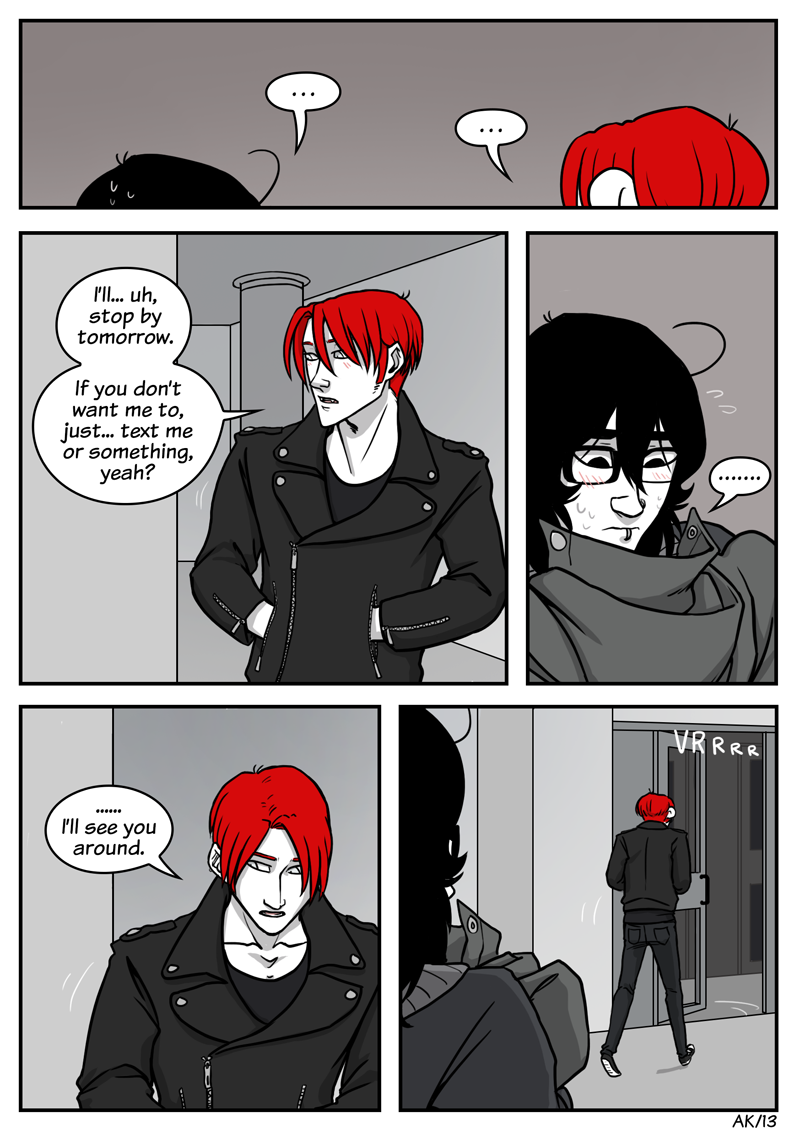 ...
...
I'll... uh,
stop by
tomorrow.
If you don't
want me to,
just... text me
or something,
yeah?
.......
......
I'll see you
around.
VRRRR
AK/13